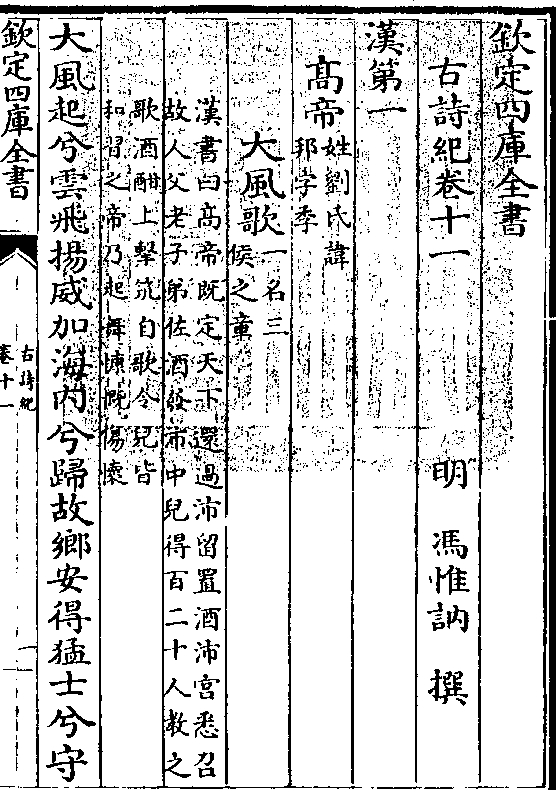 欽定四庫全書
古詩紀卷十一
明 馮惟訥 撰
漢第一
髙帝
姓劉氏諱
邦字季
大風歌
一名三
侯之章
漢書曰髙帝既定天下還過沛留置酒沛宮悉召
故人父老子弟佐酒發沛中兒得百二十人教之
歌酒酣上擊筑自歌令兒皆
和習之帝乃起舞慷慨傷懷
大風起兮雲飛揚威加海内兮歸故鄉安得猛士兮守
欽定四庫全書
古詩紀
卷十一
一